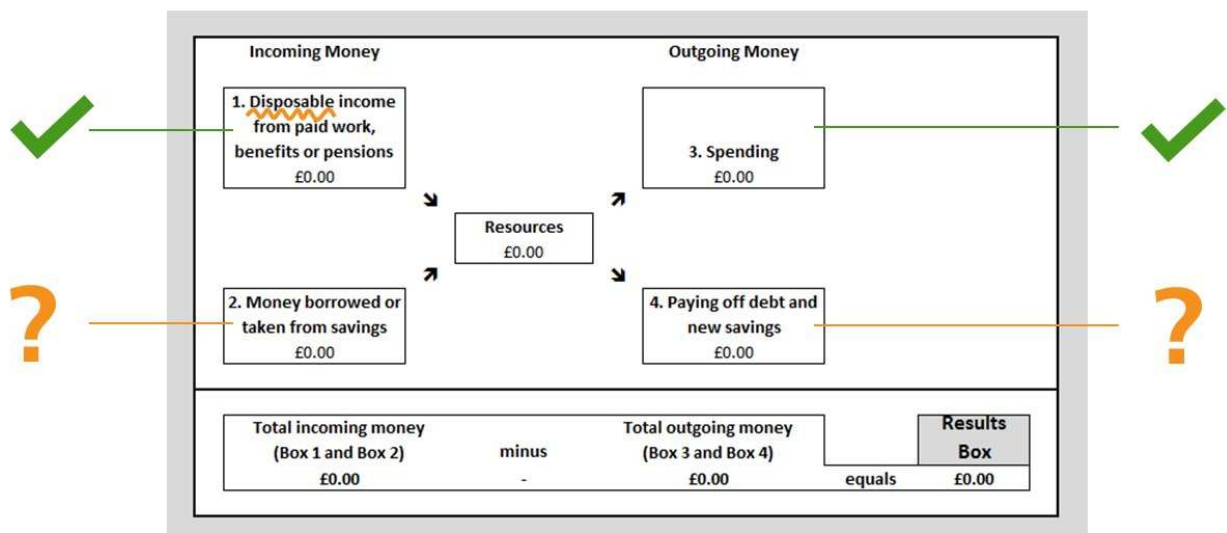 Incoming Money
Outgoing Money
1. Disposable income
from paid work,
benefits or pensions
£0.00
3. Spending
£0.00
Resources
£0.00
2. Money borrowed or
taken from savings
£0.00
4. Paying off debt and
new savings
£0.00
?
?
Total incoming money
(Box 1 and Box 2)
£0.00
minus
-
Total outgoing money
(Box 3 and Box 4)
£0.00
equals
Results
Box
£0.00